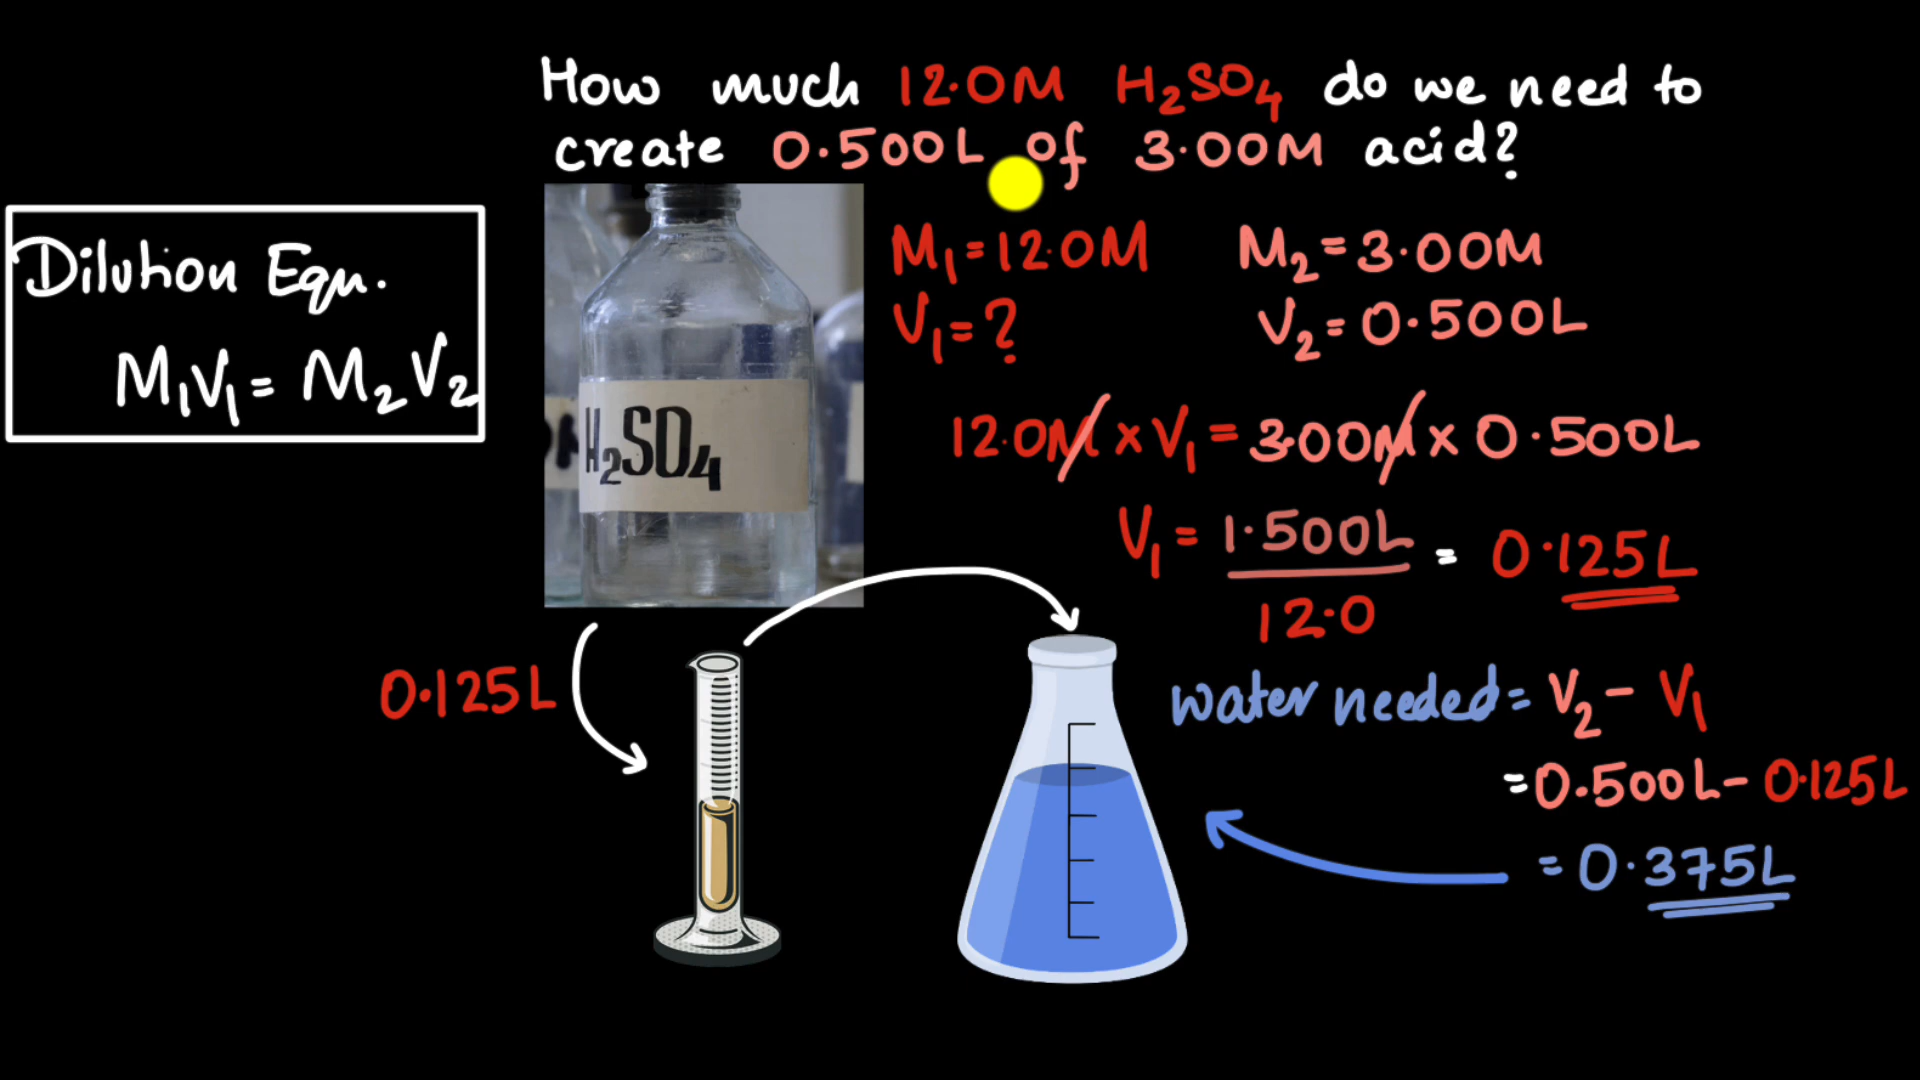 How much 12.0M H₂SO₄ do we need to
create 0.500L of 3.00M acid?
Dilution Eqn.
M₁V₁ = M₂V₂
H₂SO₄
M₁ = 12.0M
V₁ = ?
M₂ = 3.00M
V₂ = 0.500L
12.0M × V₁ = 3.00M × 0.500L
V₁ = 1.500L / 12.0 = 0.125L
0.125L
water needed = V₂ - V₁
= 0.500L - 0.125L
= 0.375L